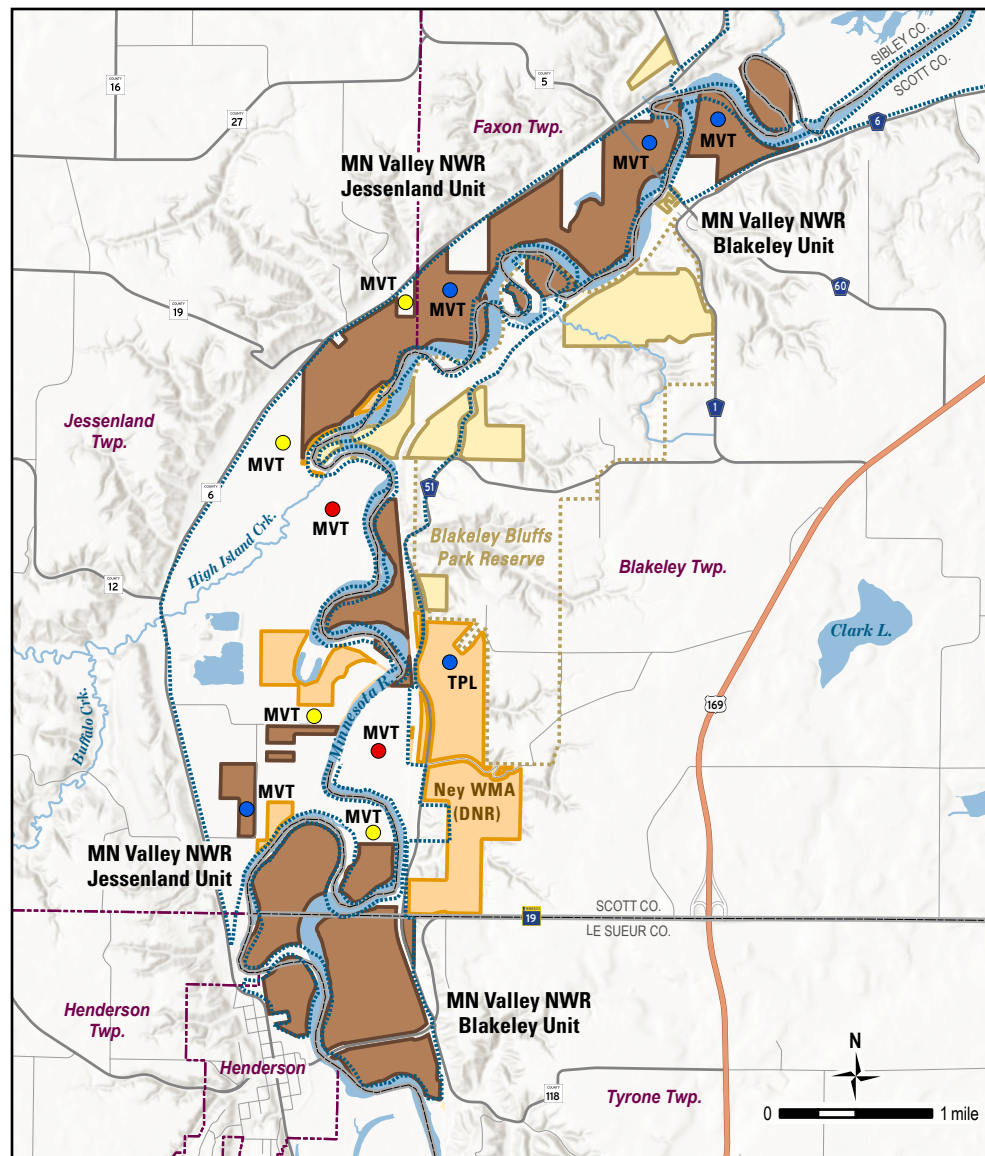 SIBLEY CO.
SCOTT CO.
COUNTY
16
COUNTY
5
COUNTY
27
Faxon Twp.
6
MVT
MVT
MN Valley NWR
Jessenland Unit
MN Valley NWR
Blakeley Unit
MVT
MVT
60
COUNTY
19
Jessenland
Twp.
1
MVT
COUNTY
6
51
MVT
High Island Crk.
Blakeley Bluffs
Park Reserve
Blakeley Twp.
COUNTY
12
Clark L.
TPL
Minnesota R.
169
MVT
MVT
Buffalo Crk.
Ney WMA
(DNR)
MVT
MVT
MN Valley NWR
Jessenland Unit
SCOTT CO.
19
LE SUEUR CO.
MN Valley NWR
Blakeley Unit
Henderson
Twp.
Henderson
N
COUNTY
118
Tyrone Twp.
0
1 mile